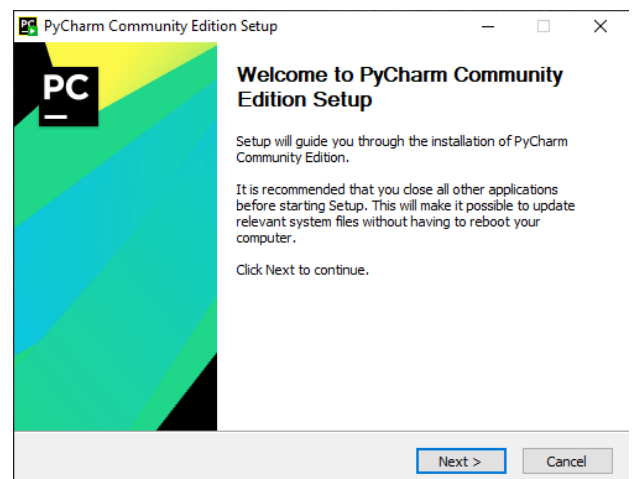 PyCharm Community Edition Setup
PC
Welcome to PyCharm Community
Edition Setup
Setup will guide you through the installation of PyCharm
Community Edition.
It is recommended that you close all other applications
before starting Setup. This will make it possible to update
relevant system files without having to reboot your
computer.
Click Next to continue.
Next >
Cancel